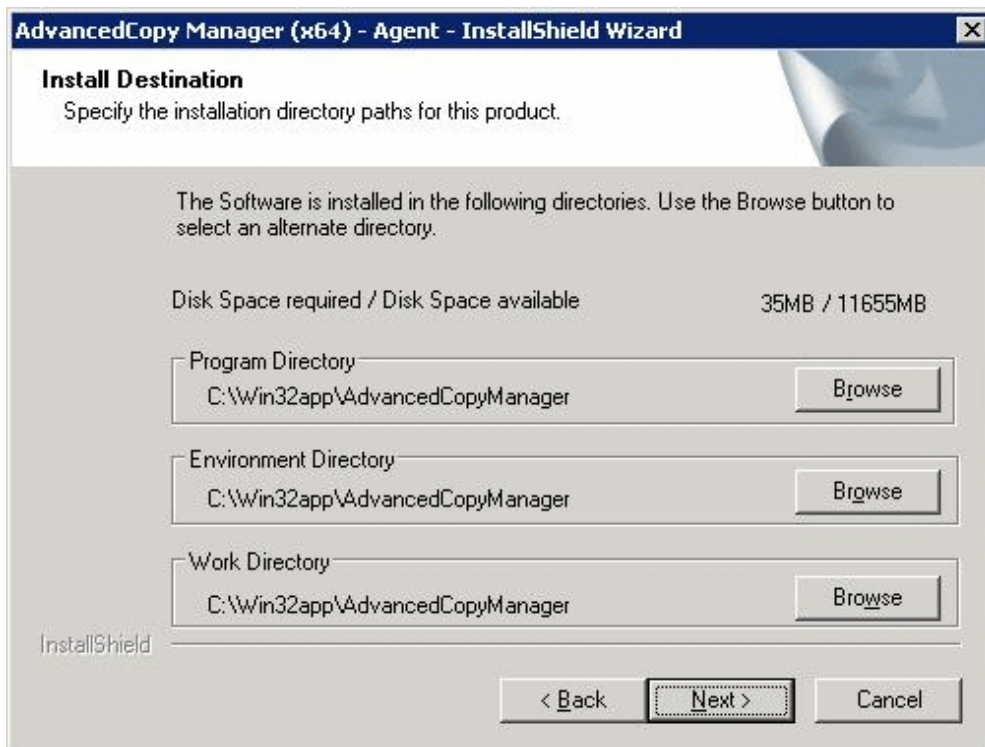 AdvancedCopy Manager (x64) - Agent - InstallShield Wizard
Install Destination
Specify the installation directory paths for this product.
The Software is installed in the following directories. Use the Browse button to
select an alternate directory.
Disk Space required / Disk Space available 35MB / 11655MB
Program Directory
C:\Win32app\AdvancedCopyManager Browse
Environment Directory
C:\Win32app\AdvancedCopyManager Browse
Work Directory
C:\Win32app\AdvancedCopyManager Browse
InstallShield
< Back Next > Cancel